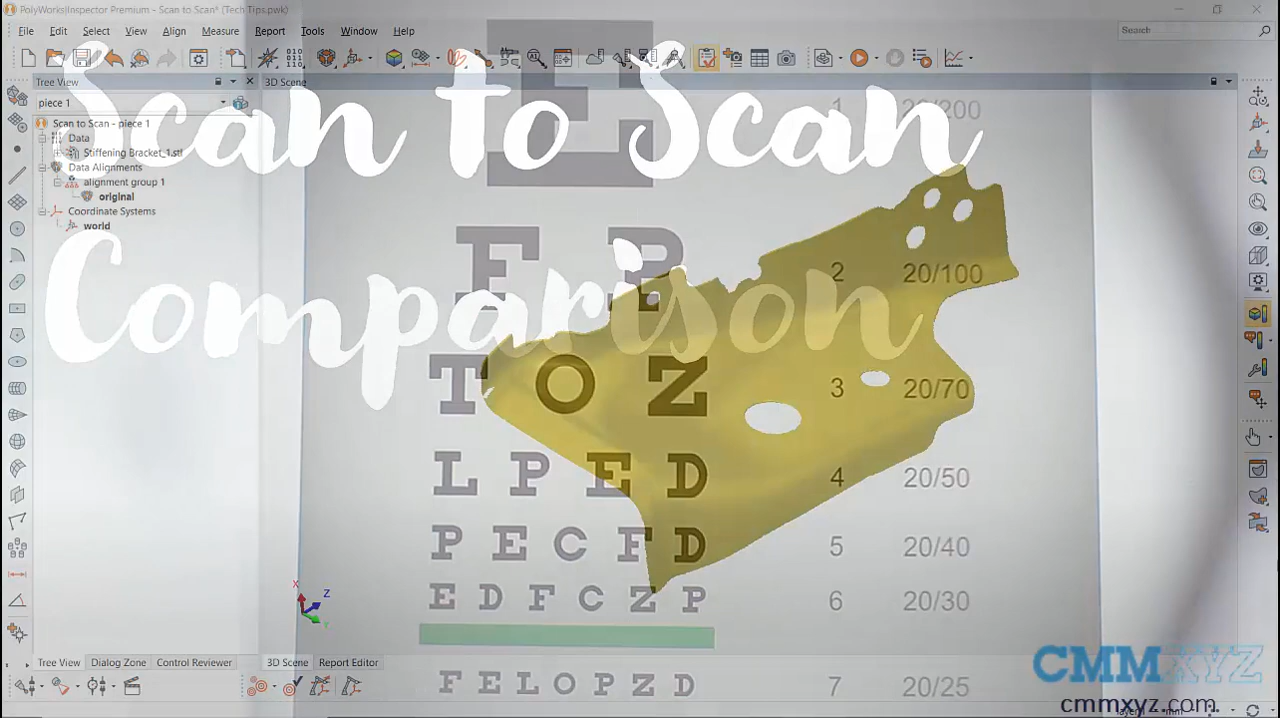 PolyWorks|Inspector Premium - Scan to Scan* (Tech Tips.pwk)
File Edit Select View Align Measure Report Tools Window Help
Search
Tree View
3D Scene
piece 1
Scan to Scan - piece 1
Data
Stiffening Bracket_1.stl
Data Alignments
alignment group 1
original
Coordinate Systems
world
Scan to Scan
Comparison
E 1 20/200
F P 2 20/100
T O Z 3 20/70
L P E D 4 20/50
P E C F D 5 20/40
E D F C Z P 6 20/30
F E L O P Z D 7 20/25
X
Z
Y
Tree View Dialog Zone Control Reviewer 3D Scene Report Editor
CMMXYZ
cmmxyz.com